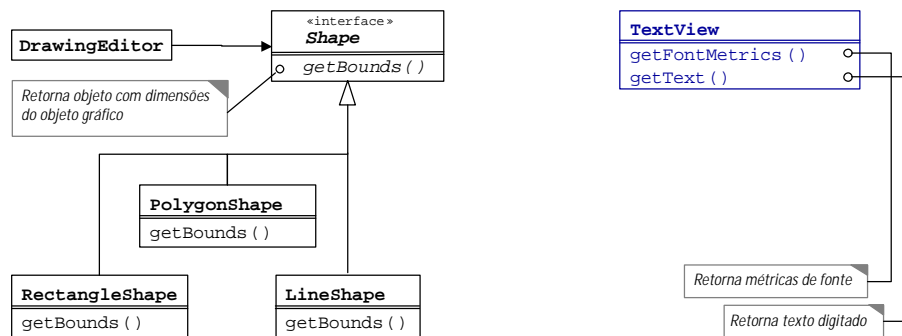 DrawingEditor
«interface»
Shape
getBounds()
Retorna objeto com dimensões
do objeto gráfico
PolygonShape
getBounds()
RectangleShape
getBounds()
LineShape
getBounds()
TextView
getFontMetrics()
getText()
Retorna métricas de fonte
Retorna texto digitado